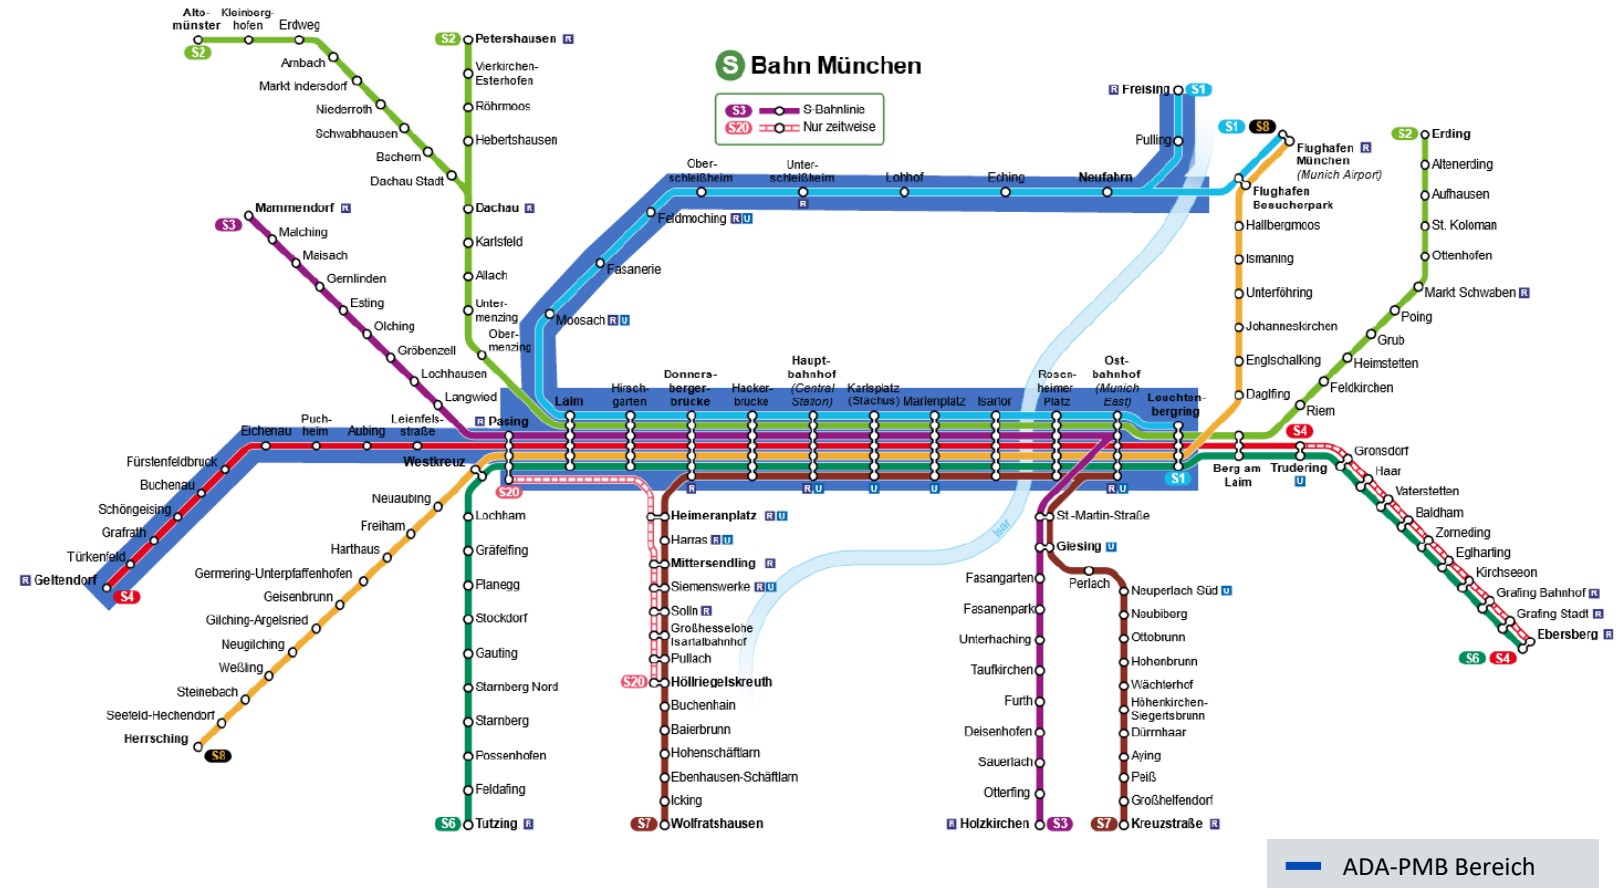 Alto-
münster
Kleinberg-
hofen
Erdweg
S2
Arnbach
Markt Indersdorf
Niederroth
Schwabhausen
Bachern
Dachau Stadt
S2
Petershausen R
Vierkirchen-
Esterhofen
Röhrmoos
Hebertshausen
Dachau R
Karlsfeld
Allach
Unter-
menzing
Ober-
menzing
S Bahn München
S3 S-Bahnlinie
S20 Nur zeitweise
R Freising S1
Pulling
S1 S8
Flughafen R
München
(Munich Airport)
Flughafen
Besucherpark
Ober-
schleißheim
Unter-
schleißheim
R
Lohhof
Eching
Neufahrn
Feldmoching R U
Fasanerie
Moosach R U
S2 Erding
Altenerding
Aufhausen
St. Koloman
Ottenhofen
Markt Schwaben R
Poing
Grub
Heimstetten
Feldkirchen
Riem
Hallbergmoos
Ismaning
Unterföhring
Johanneskirchen
Englschalking
Daglfing
Mammendorf R
S3
Malching
Maisach
Gernlinden
Esting
Olching
Gröbenzell
Lochhausen
Langwied
R Pasing
Laim
Hirsch-
garten
Donners-
berger-
brücke
Hacker-
brücke
Haupt-
bahnhof
(Central
Station)
Karlsplatz
(Stachus)
Marienplatz
Isartor
Rosen-
heimer
Platz
Ost-
bahnhof
(Munich
East)
Leuchten-
bergring
R
R U
U
U
R U
S1
S20
Berg am
Laim
S4
Trudering
U
Gronsdorf
Haar
Vaterstetten
Baldham
Zorneding
Eglharting
Kirchseeon
Grafing Bahnhof R
Grafing Stadt R
Ebersberg R
S6 S4
Leienfels-
straße
Aubing
Puch-
heim
Eichenau
Fürstenfeldbruck
Buchenau
Schöngeising
Grafrath
Türkenfeld
R Geltendorf
S4
Westkreuz
Neuaubing
Freiham
Harthaus
Germering-Unterpfaffenhofen
Geisenbrunn
Gilching-Argelsried
Neugilching
Weßling
Steinebach
Seefeld-Hechendorf
Herrsching
S8
Lochham
Gräfelfing
Planegg
Stockdorf
Gauting
Starnberg Nord
Starnberg
Possenhofen
Feldafing
S6 Tutzing R
Heimeranplatz R U
Harras R U
Mittersendling R
Siemenswerke R U
Solln R
Großhesselohe
Isartalbahnhof
Pullach
S20 Höllriegelskreuth
Buchenhain
Baierbrunn
Hohenschäftlarn
Ebenhausen-Schäftlarn
Icking
S7 Wolfratshausen
Isar
St.-Martin-Straße
Giesing U
Fasangarten
Fasanenpark
Unterhaching
Taufkirchen
Furth
Deisenhofen
Sauerlach
Otterfing
R Holzkirchen S3
Perlach
Neuperlach Süd U
Neubiberg
Ottobrunn
Hohenbrunn
Wächterhof
Höhenkirchen-
Siegertsbrunn
Dürrnhaar
Aying
Peiß
Großhelfendorf
S7 Kreuzstraße R
ADA-PMB Bereich